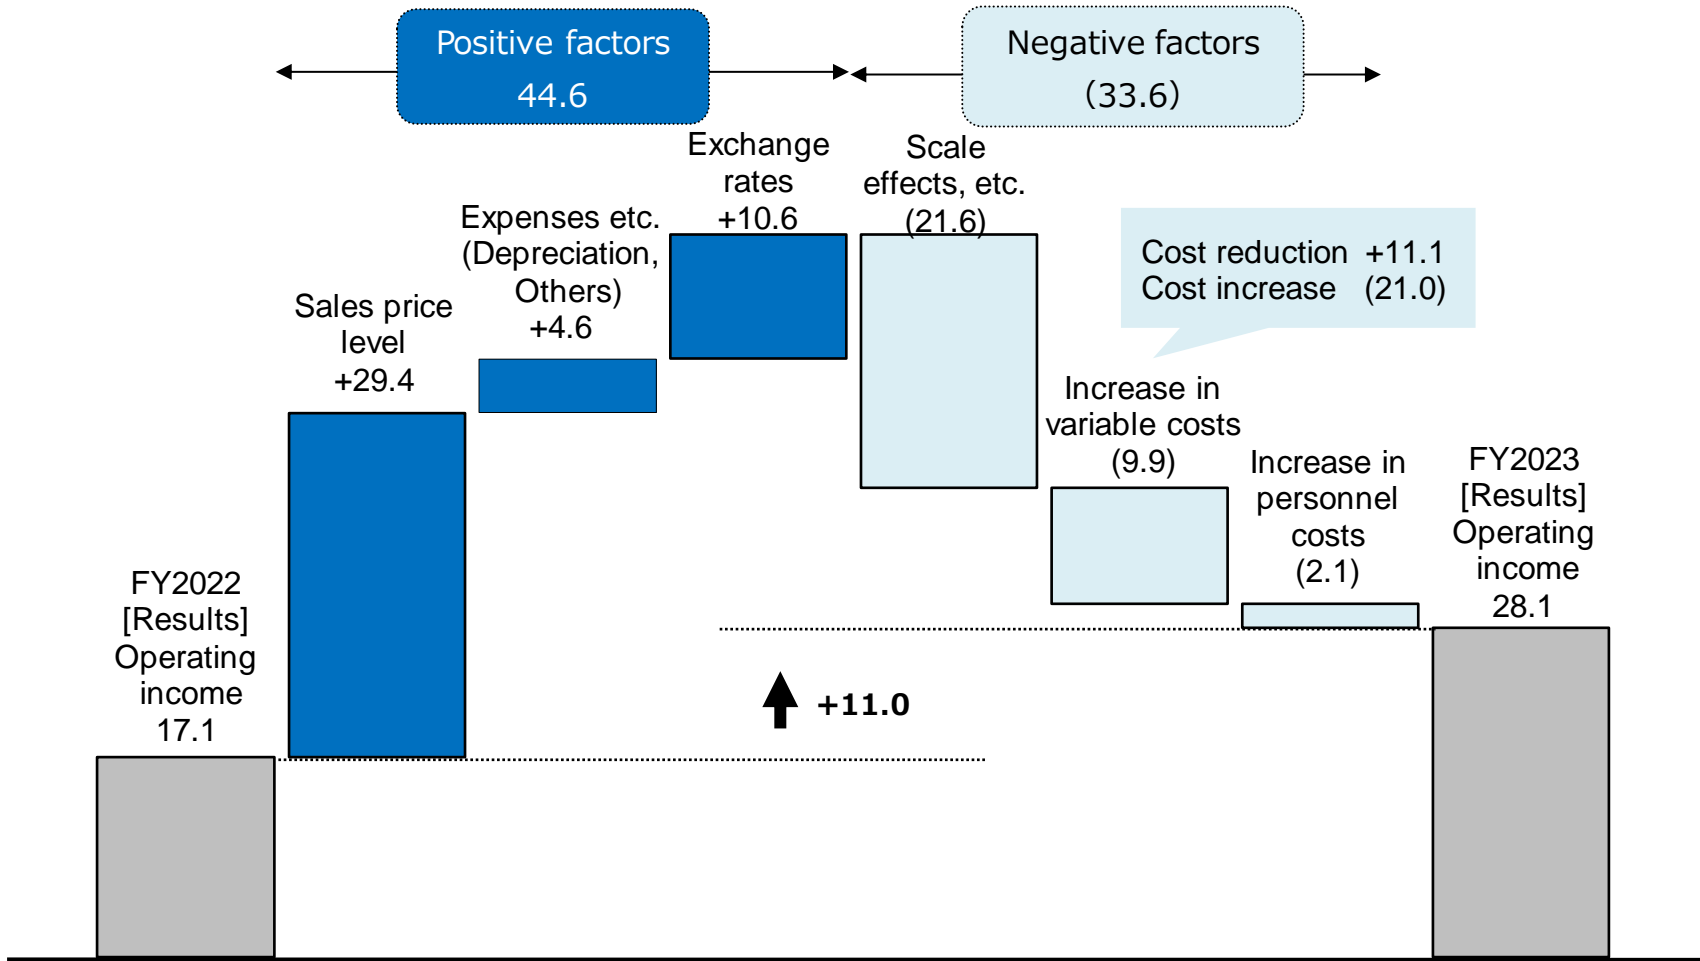 Positive factors
44.6
Negative factors
(33.6)
Exchange
rates
+10.6
Scale
effects, etc.
(21.6)
Expenses etc.
(Depreciation,
Others)
+4.6
Cost reduction +11.1
Cost increase (21.0)
Sales price
level
+29.4
Increase in
variable costs
(9.9)
Increase in
personnel
costs
(2.1)
FY2023
[Results]
Operating
income
28.1
FY2022
[Results]
Operating
income
17.1
+11.0